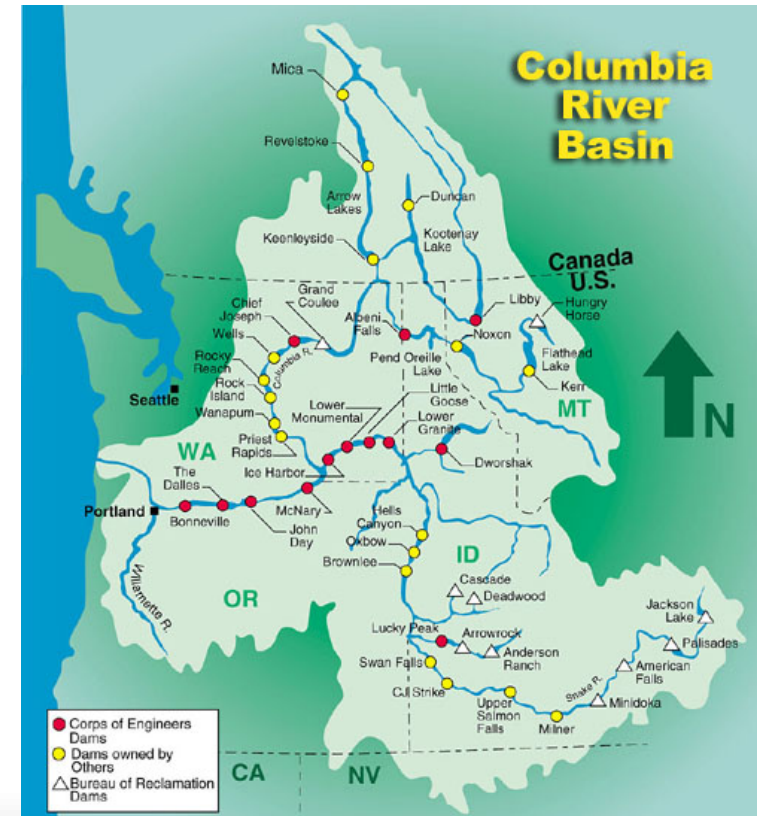 Columbia
River
Basin
Mica
Revelstoke
Arrow
Lakes
Duncan
Keenleyside
Kootenay
Lake
Canada
U.S.
Grand
Coulee
Chief
Joseph
Libby
Hungry
Horse
Albeni
Falls
Wells
Noxon
Columbia R.
Rocky
Reach
Pend Oreille
Lake
Flathead
Lake
Rock
Island
Kerr
Seattle
Little
Goose
Wanapum
Lower
Monumental
Lower
Granite
MT
N
WA
Priest
Rapids
Ice Harbor
Dworshak
The
Dalles
Portland
Bonneville
McNary
John
Day
Hells
Canyon
Oxbow
Brownlee
ID
Cascade
Deadwood
Willamette R.
OR
Jackson
Lake
Lucky Peak
Arrowrock
Palisades
Anderson
Ranch
Swan Falls
American
Falls
CJ Strike
Snake R.
Upper
Salmon
Falls
Minidoka
Milner
Corps of Engineers
Dams
Dams owned by
Others
Bureau of Reclamation
Dams
CA
NV